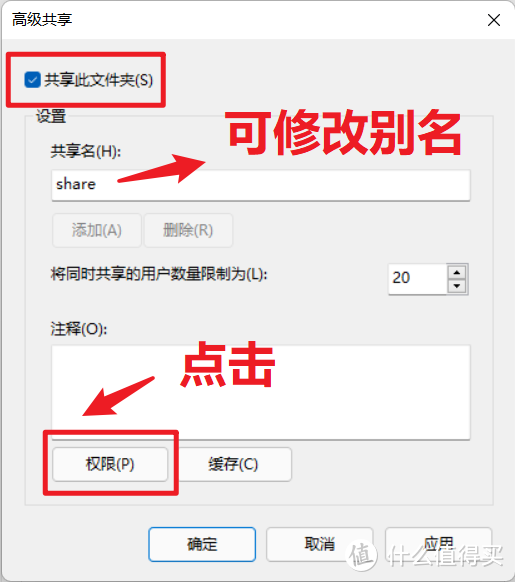 高级共享
共享此文件夹(S)
设置
可修改别名
共享名(H):
share
添加(A)
删除(R)
将同时共享的用户数量限制为(L):
20
注释(O):
点击
权限(P)
缓存(C)
确定
取消
应用
值 什么值得买